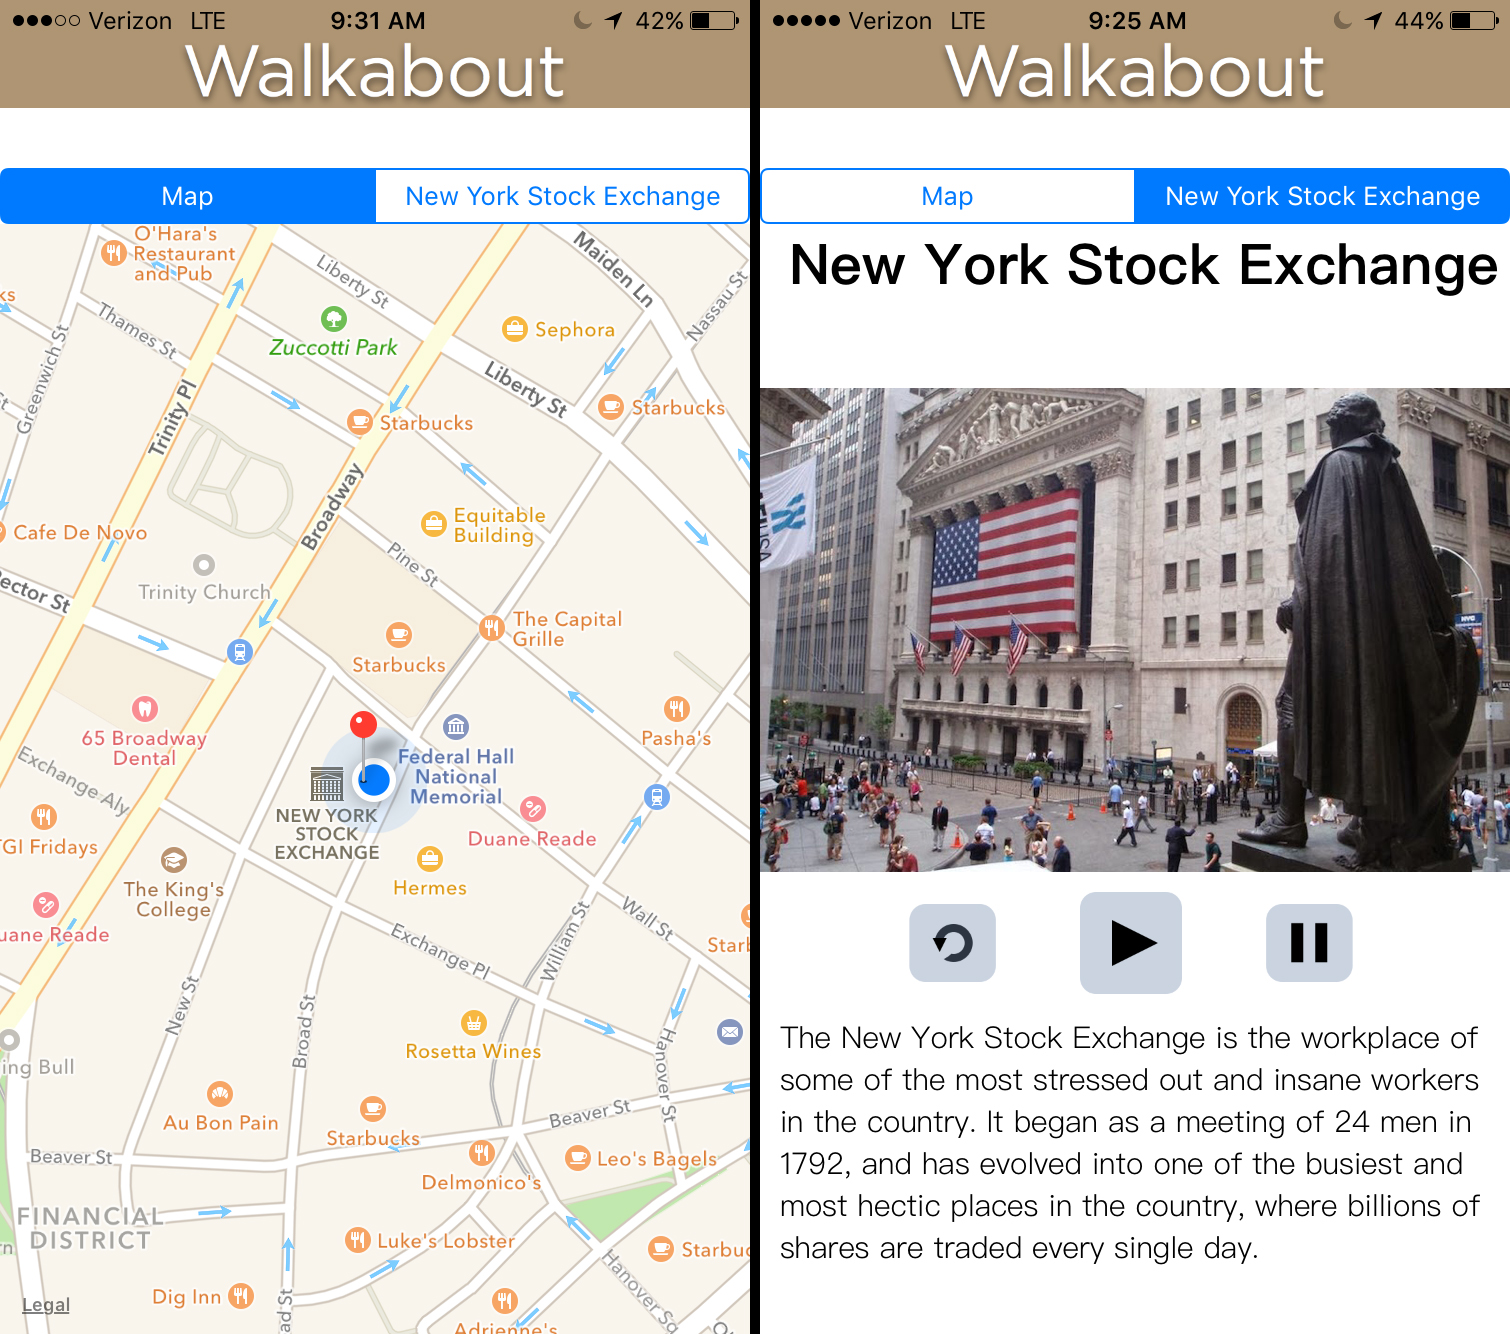 Verizon LTE 9:31 AM 42%
Walkabout
Map
New York Stock Exchange
O'Hara's
Restaurant
and Pub
Liberty St
Maiden Ln
Nassau St
ks
Thames St
Zuccotti Park
Sephora
Greenwich St
St
Trinity Pl
Liberty St
Starbucks
Starbucks
Broadway
Cafe De Novo
Equitable
Building
Pine St
Trinity Church
ector St
The Capital
Grille
Starbucks
65 Broadway
Dental
Pasha's
Federal Hall
National
Memorial
Exchange Aly
NEW YORK
STOCK
EXCHANGE
Duane Reade
TGI Fridays
The King's
College
Hermes
uane Reade
Wall St
Starb
Exchange Pl
William St
New St
Broad St
Rosetta Wines
Hanover St
ing Bull
Au Bon Pain
Starbucks
Beaver St
Beaver St
Delmonico's
Leo's Bagels
FINANCIAL
DISTRICT
Luke's Lobster
Starbuc
rn
Hanover Sq
Dig Inn
Legal
ad St
Adrienne's
Verizon LTE 9:25 AM 44%
Walkabout
Map
New York Stock Exchange
New York Stock Exchange
NYC
The New York Stock Exchange is the workplace of
some of the most stressed out and insane workers
in the country. It began as a meeting of 24 men in
1792, and has evolved into one of the busiest and
most hectic places in the country, where billions of
shares are traded every single day.